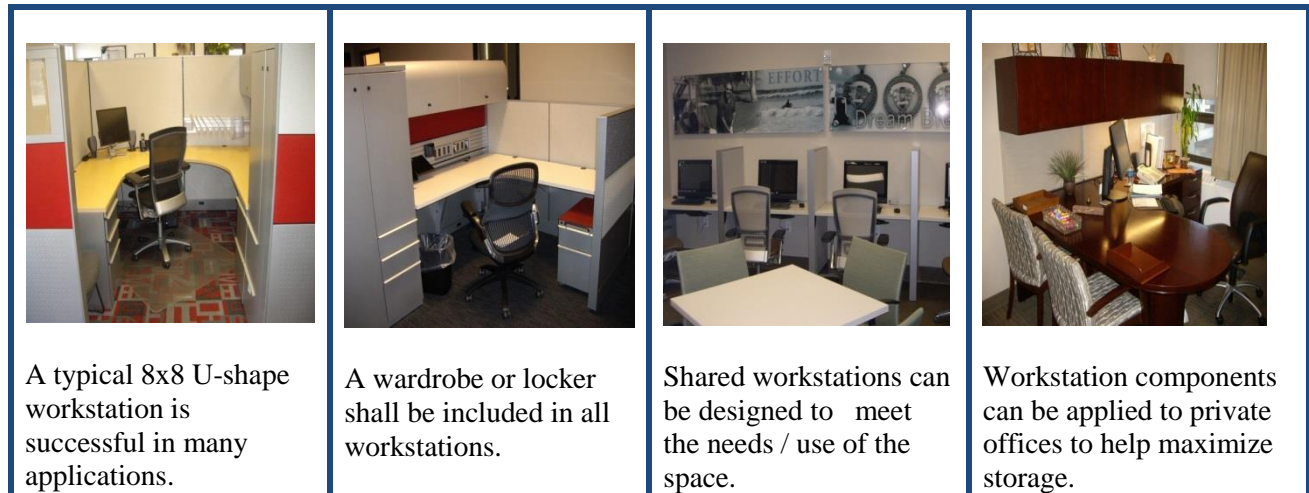 EFFORT
A typical 8x8 U-shape
workstation is
successful in many
applications.
A wardrobe or locker
shall be included in all
workstations.
Shared workstations can
be designed to   meet
the needs / use of the
space.
Workstation components
can be applied to private
offices to help maximize
storage.